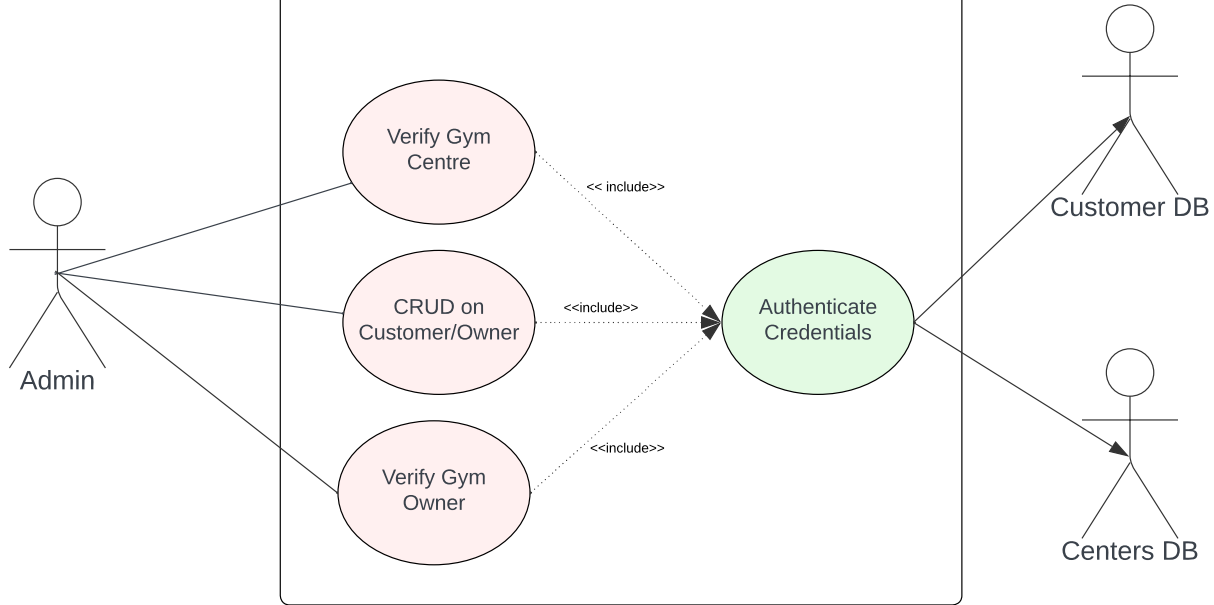 Verify Gym
Centre
<< include>>
Customer DB
CRUD on
Customer/Owner
<<include>>
Authenticate
Credentials
Admin
Verify Gym
Owner
<<include>>
Centers DB